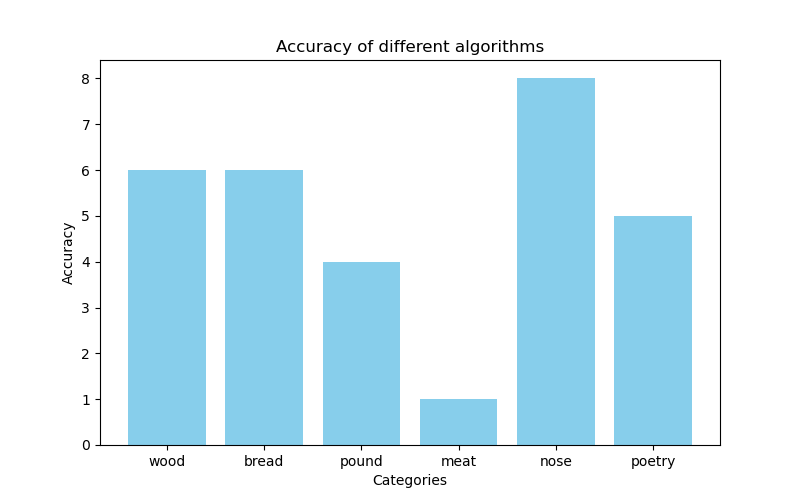 Accuracy of different algorithms
8
7
6
5
4
3
2
1
0
Accuracy
wood bread pound meat nose poetry
Categories